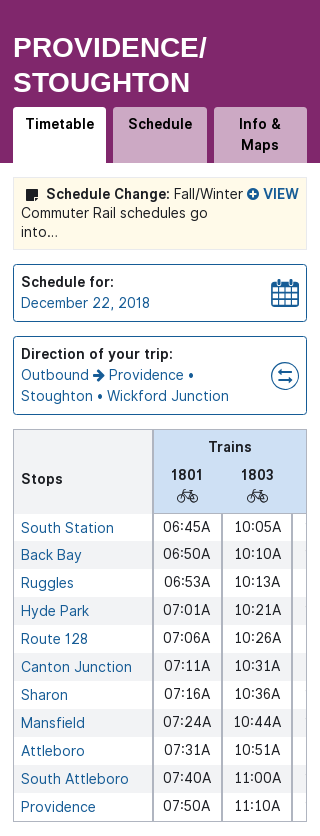 PROVIDENCE/
STOUGHTON
Timetable Schedule Info &
Maps
Schedule Change: Fall/Winter VIEW
Commuter Rail schedules go
into...
Schedule for:
December 22, 2018
Direction of your trip:
Outbound → Providence •
Stoughton • Wickford Junction
Trains
Stops 1801 1803
South Station 06:45A 10:05A
Back Bay 06:50A 10:10A
Ruggles 06:53A 10:13A
Hyde Park 07:01A 10:21A
Route 128 07:06A 10:26A
Canton Junction 07:11A 10:31A
Sharon 07:16A 10:36A
Mansfield 07:24A 10:44A
Attleboro 07:31A 10:51A
South Attleboro 07:40A 11:00A
Providence 07:50A 11:10A